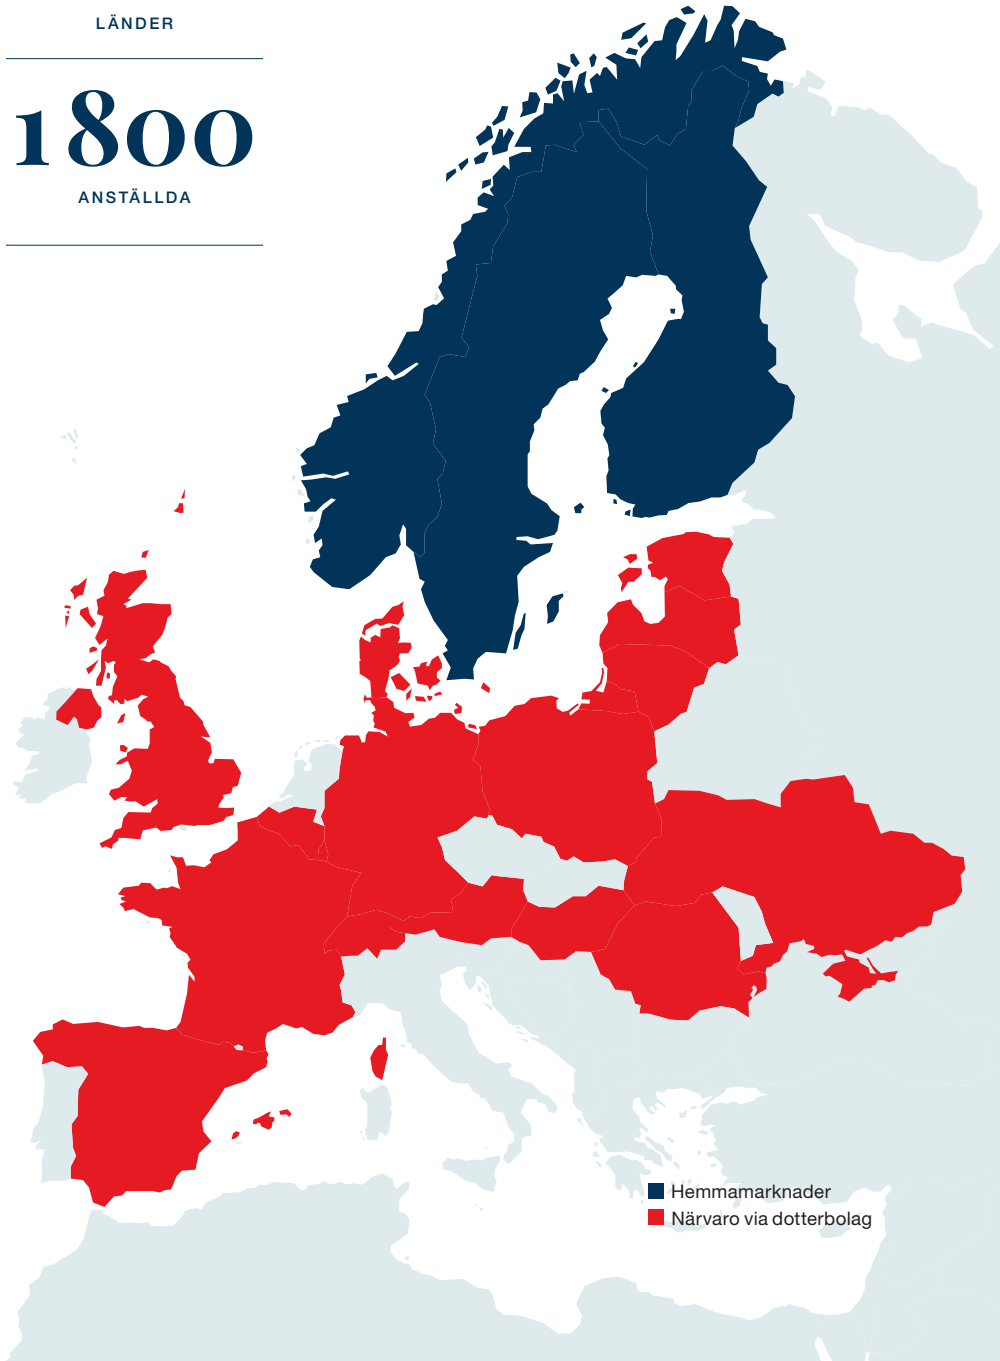 LÄNDER
1800
ANSTÄLLDA
Hemmamarknader
Närvaro via dotterbolag